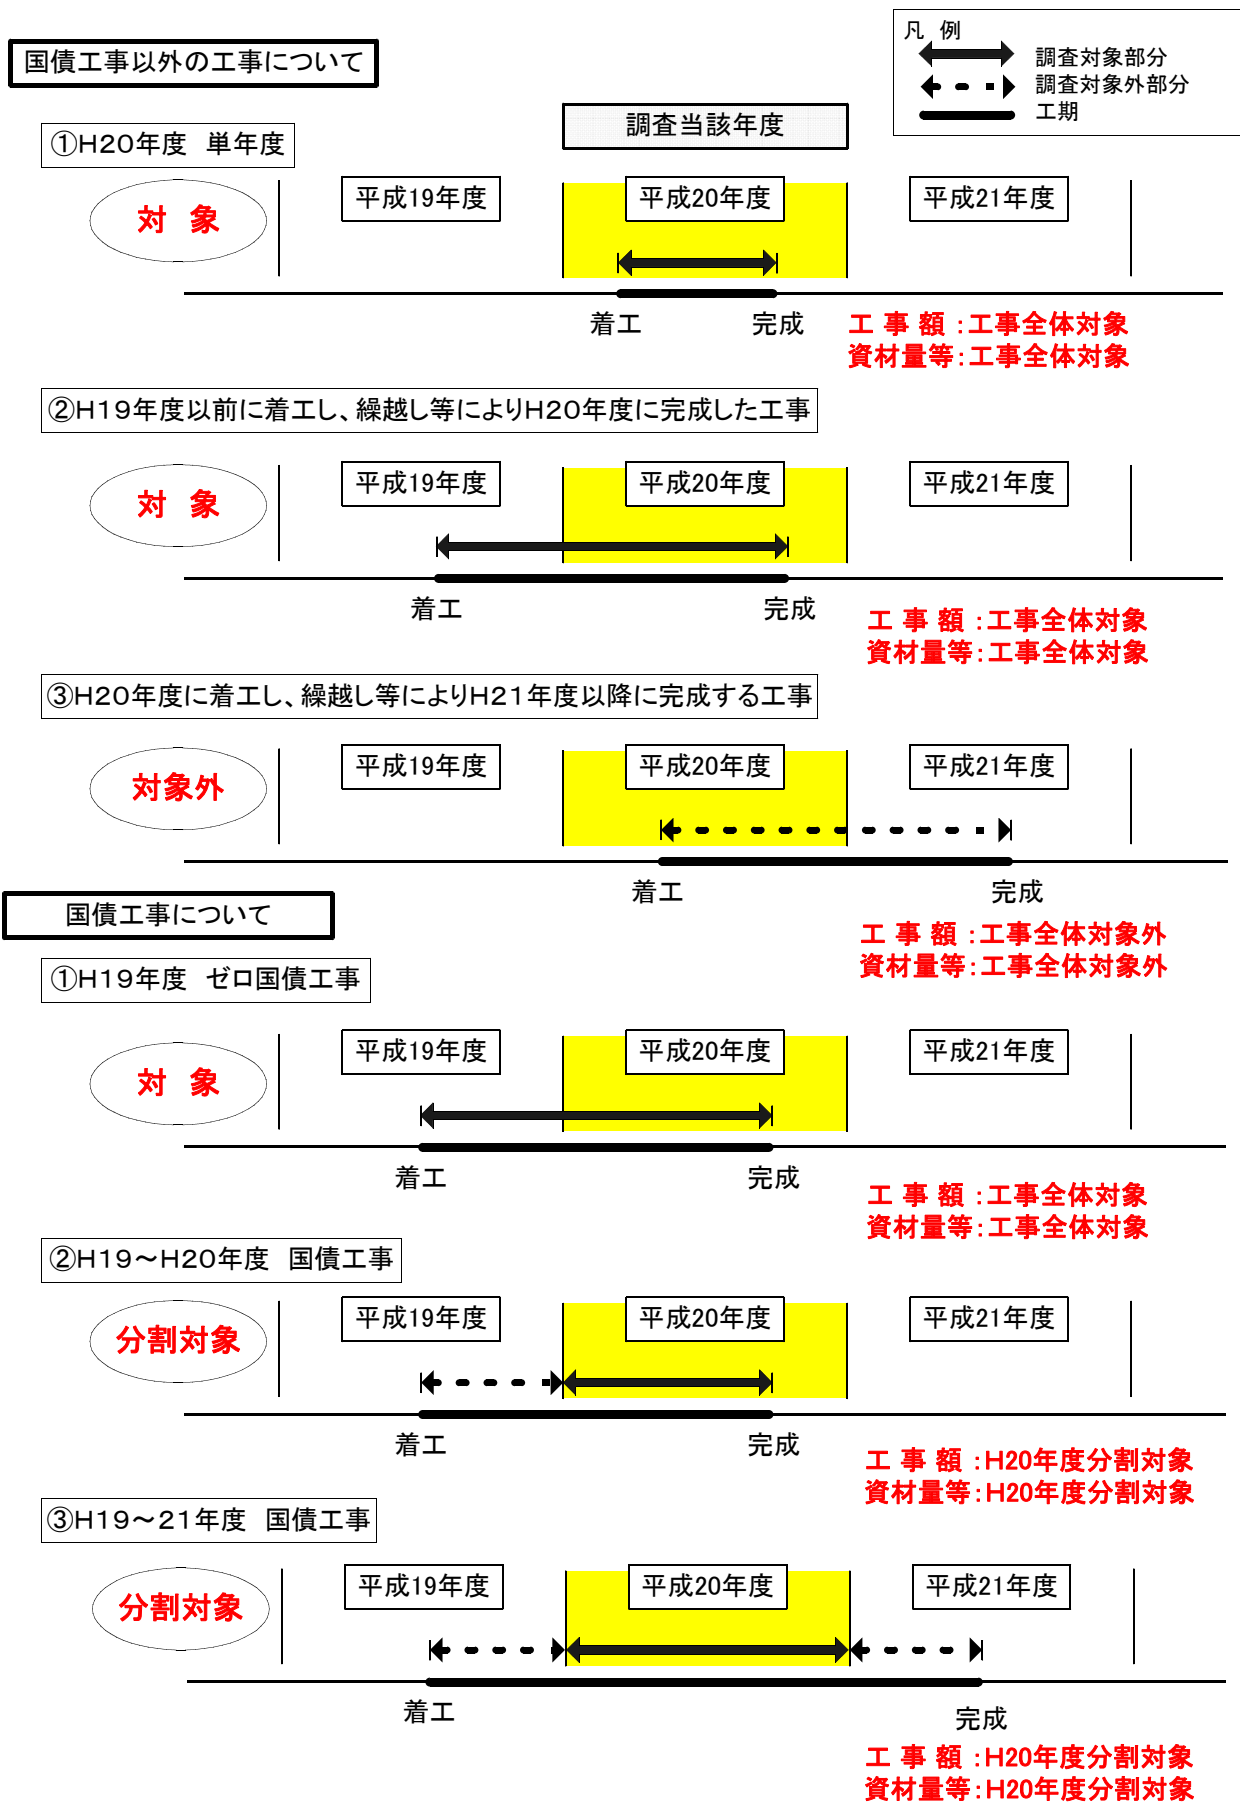 国債工事以外の工事について
凡 例
調査対象部分
調査対象外部分
工期
調査当該年度
①H20年度 単年度
対 象
平成19年度
平成20年度
平成21年度
着工
完成
工 事 額 :工事全体対象
資材量等:工事全体対象
②H19年度以前に着工し、繰越し等によりH20年度に完成した工事
対 象
平成19年度
平成20年度
平成21年度
着工
完成
工 事 額 :工事全体対象
資材量等:工事全体対象
③H20年度に着工し、繰越し等によりH21年度以降に完成する工事
対象外
平成19年度
平成20年度
平成21年度
着工
完成
工 事 額 :工事全体対象外
資材量等:工事全体対象外
国債工事について
①H19年度 ゼロ国債工事
対 象
平成19年度
平成20年度
平成21年度
着工
完成
工 事 額 :工事全体対象
資材量等:工事全体対象
②H19～H20年度 国債工事
分割対象
平成19年度
平成20年度
平成21年度
着工
完成
工 事 額 :H20年度分割対象
資材量等:H20年度分割対象
③H19～21年度 国債工事
分割対象
平成19年度
平成20年度
平成21年度
着工
完成
工 事 額 :H20年度分割対象
資材量等:H20年度分割対象